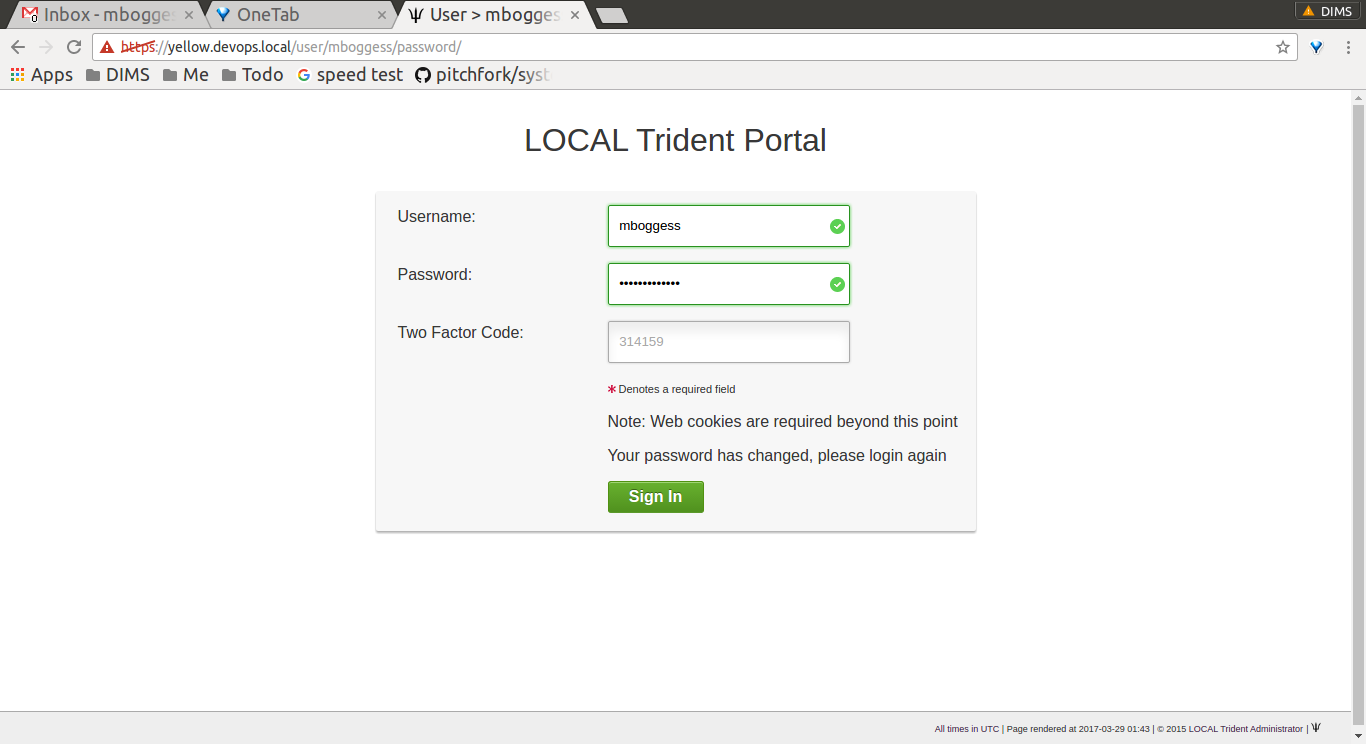 Inbox - mbogges
OneTab
User > mbogges
DIMS
https://yellow.devops.local/user/mboggess/password/
Apps DIMS Me Todo speed test pitchfork/syst
LOCAL Trident Portal
Username:
mboggess
Password:
•••••••••••••
Two Factor Code:
314159
* Denotes a required field
Note: Web cookies are required beyond this point
Your password has changed, please login again
Sign In
All times in UTC | Page rendered at 2017-03-29 01:43 | © 2015 LOCAL Trident Administrator | Ψ